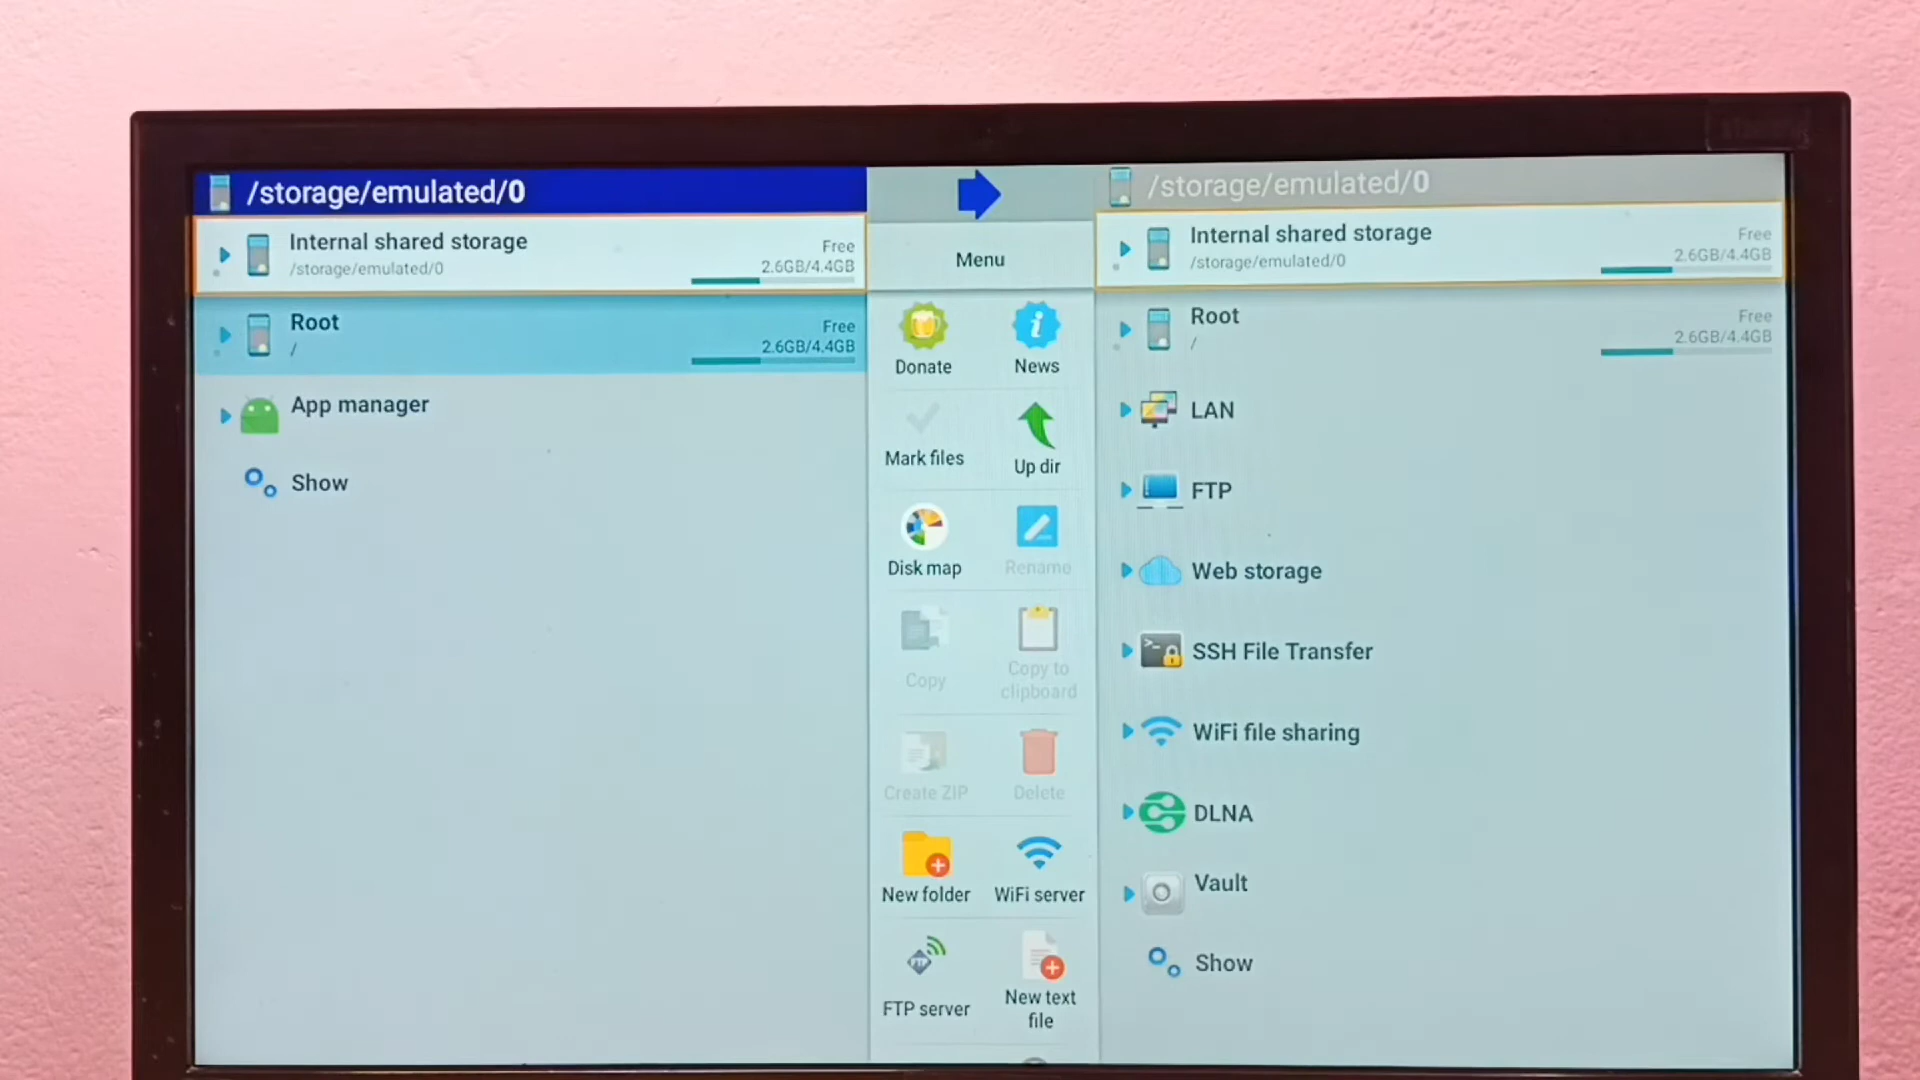 /storage/emulated/0
Internal shared storage
/storage/emulated/0
Free
2.6GB/4.4GB
Root
/
Free
2.6GB/4.4GB
App manager
Show
Menu
Donate
News
Mark files
Up dir
Disk map
Rename
Copy
Copy to
clipboard
Create ZIP
Delete
New folder
WiFi server
FTP
FTP server
New text
file
/storage/emulated/0
Internal shared storage
/storage/emulated/0
Free
2.6GB/4.4GB
Root
/
Free
2.6GB/4.4GB
LAN
FTP
Web storage
SSH File Transfer
WiFi file sharing
DLNA
Vault
Show